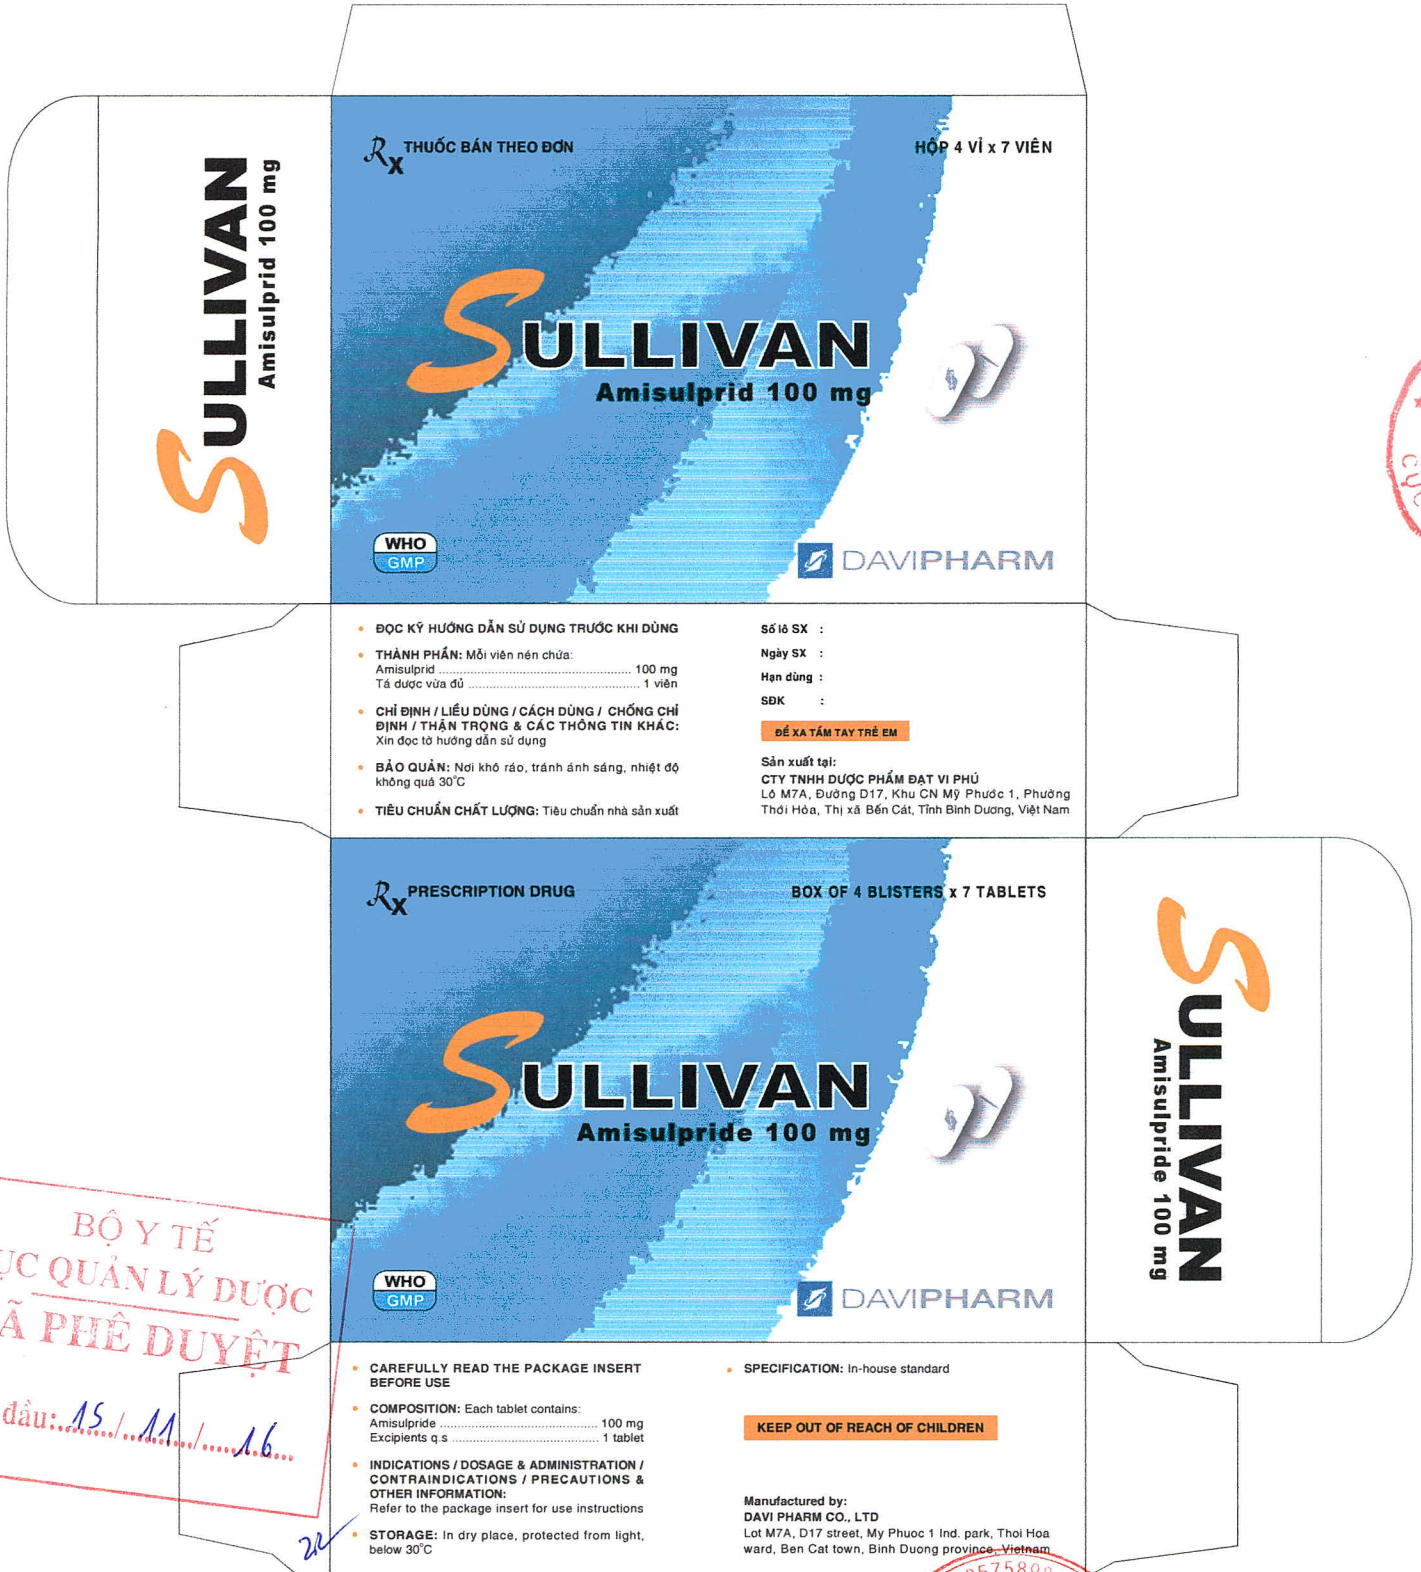 SULLIVAN
Amisulprid 100 mg
Rx THUỐC BÁN THEO ĐƠN
HỘP 4 VỈ x 7 VIÊN
SULLIVAN
Amisulprid 100 mg
WHO
GMP
DAVIPHARM
• ĐỌC KỸ HƯỚNG DẪN SỬ DỤNG TRƯỚC KHI DÙNG
• THÀNH PHẦN: Mỗi viên nén chứa:
Amisulprid ........................................ 100 mg
Tá dược vừa đủ ........................................ 1 viên
• CHỈ ĐỊNH / LIỀU DÙNG / CÁCH DÙNG / CHỐNG CHỈ
ĐỊNH / THẬN TRỌNG & CÁC THÔNG TIN KHÁC:
Xin đọc tờ hướng dẫn sử dụng
• BẢO QUẢN: Nơi khô ráo, tránh ánh sáng, nhiệt độ
không quá 30°C
• TIÊU CHUẨN CHẤT LƯỢNG: Tiêu chuẩn nhà sản xuất
Số lô SX :
Ngày SX :
Hạn dùng :
SĐK :
ĐỂ XA TẦM TAY TRẺ EM
Sản xuất tại:
CTY TNHH DƯỢC PHẨM ĐẠT VI PHÚ
Lô M7A, Đường D17, Khu CN Mỹ Phước 1, Phường
Thới Hòa, Thị xã Bến Cát, Tỉnh Bình Dương, Việt Nam
Rx PRESCRIPTION DRUG
BOX OF 4 BLISTERS x 7 TABLETS
SULLIVAN
Amisulpride 100 mg
WHO
GMP
DAVIPHARM
SULLIVAN
Amisulpride 100 mg
BỘ Y TẾ
ỤC QUẢN LÝ DƯỢC
Ã PHÊ DUYỆT
đầu: 15 / 11 / 16
• CAREFULLY READ THE PACKAGE INSERT
BEFORE USE
• COMPOSITION: Each tablet contains:
Amisulpride ........................................ 100 mg
Excipients q.s ........................................ 1 tablet
• INDICATIONS / DOSAGE & ADMINISTRATION /
CONTRAINDICATIONS / PRECAUTIONS &
OTHER INFORMATION:
Refer to the package insert for use instructions
• STORAGE: In dry place, protected from light,
below 30°C
• SPECIFICATION: In-house standard
KEEP OUT OF REACH OF CHILDREN
Manufactured by:
DAVI PHARM CO., LTD
Lot M7A, D17 street, My Phuoc 1 Ind. park, Thoi Hoa
ward, Ben Cat town, Binh Duong province, Vietnam